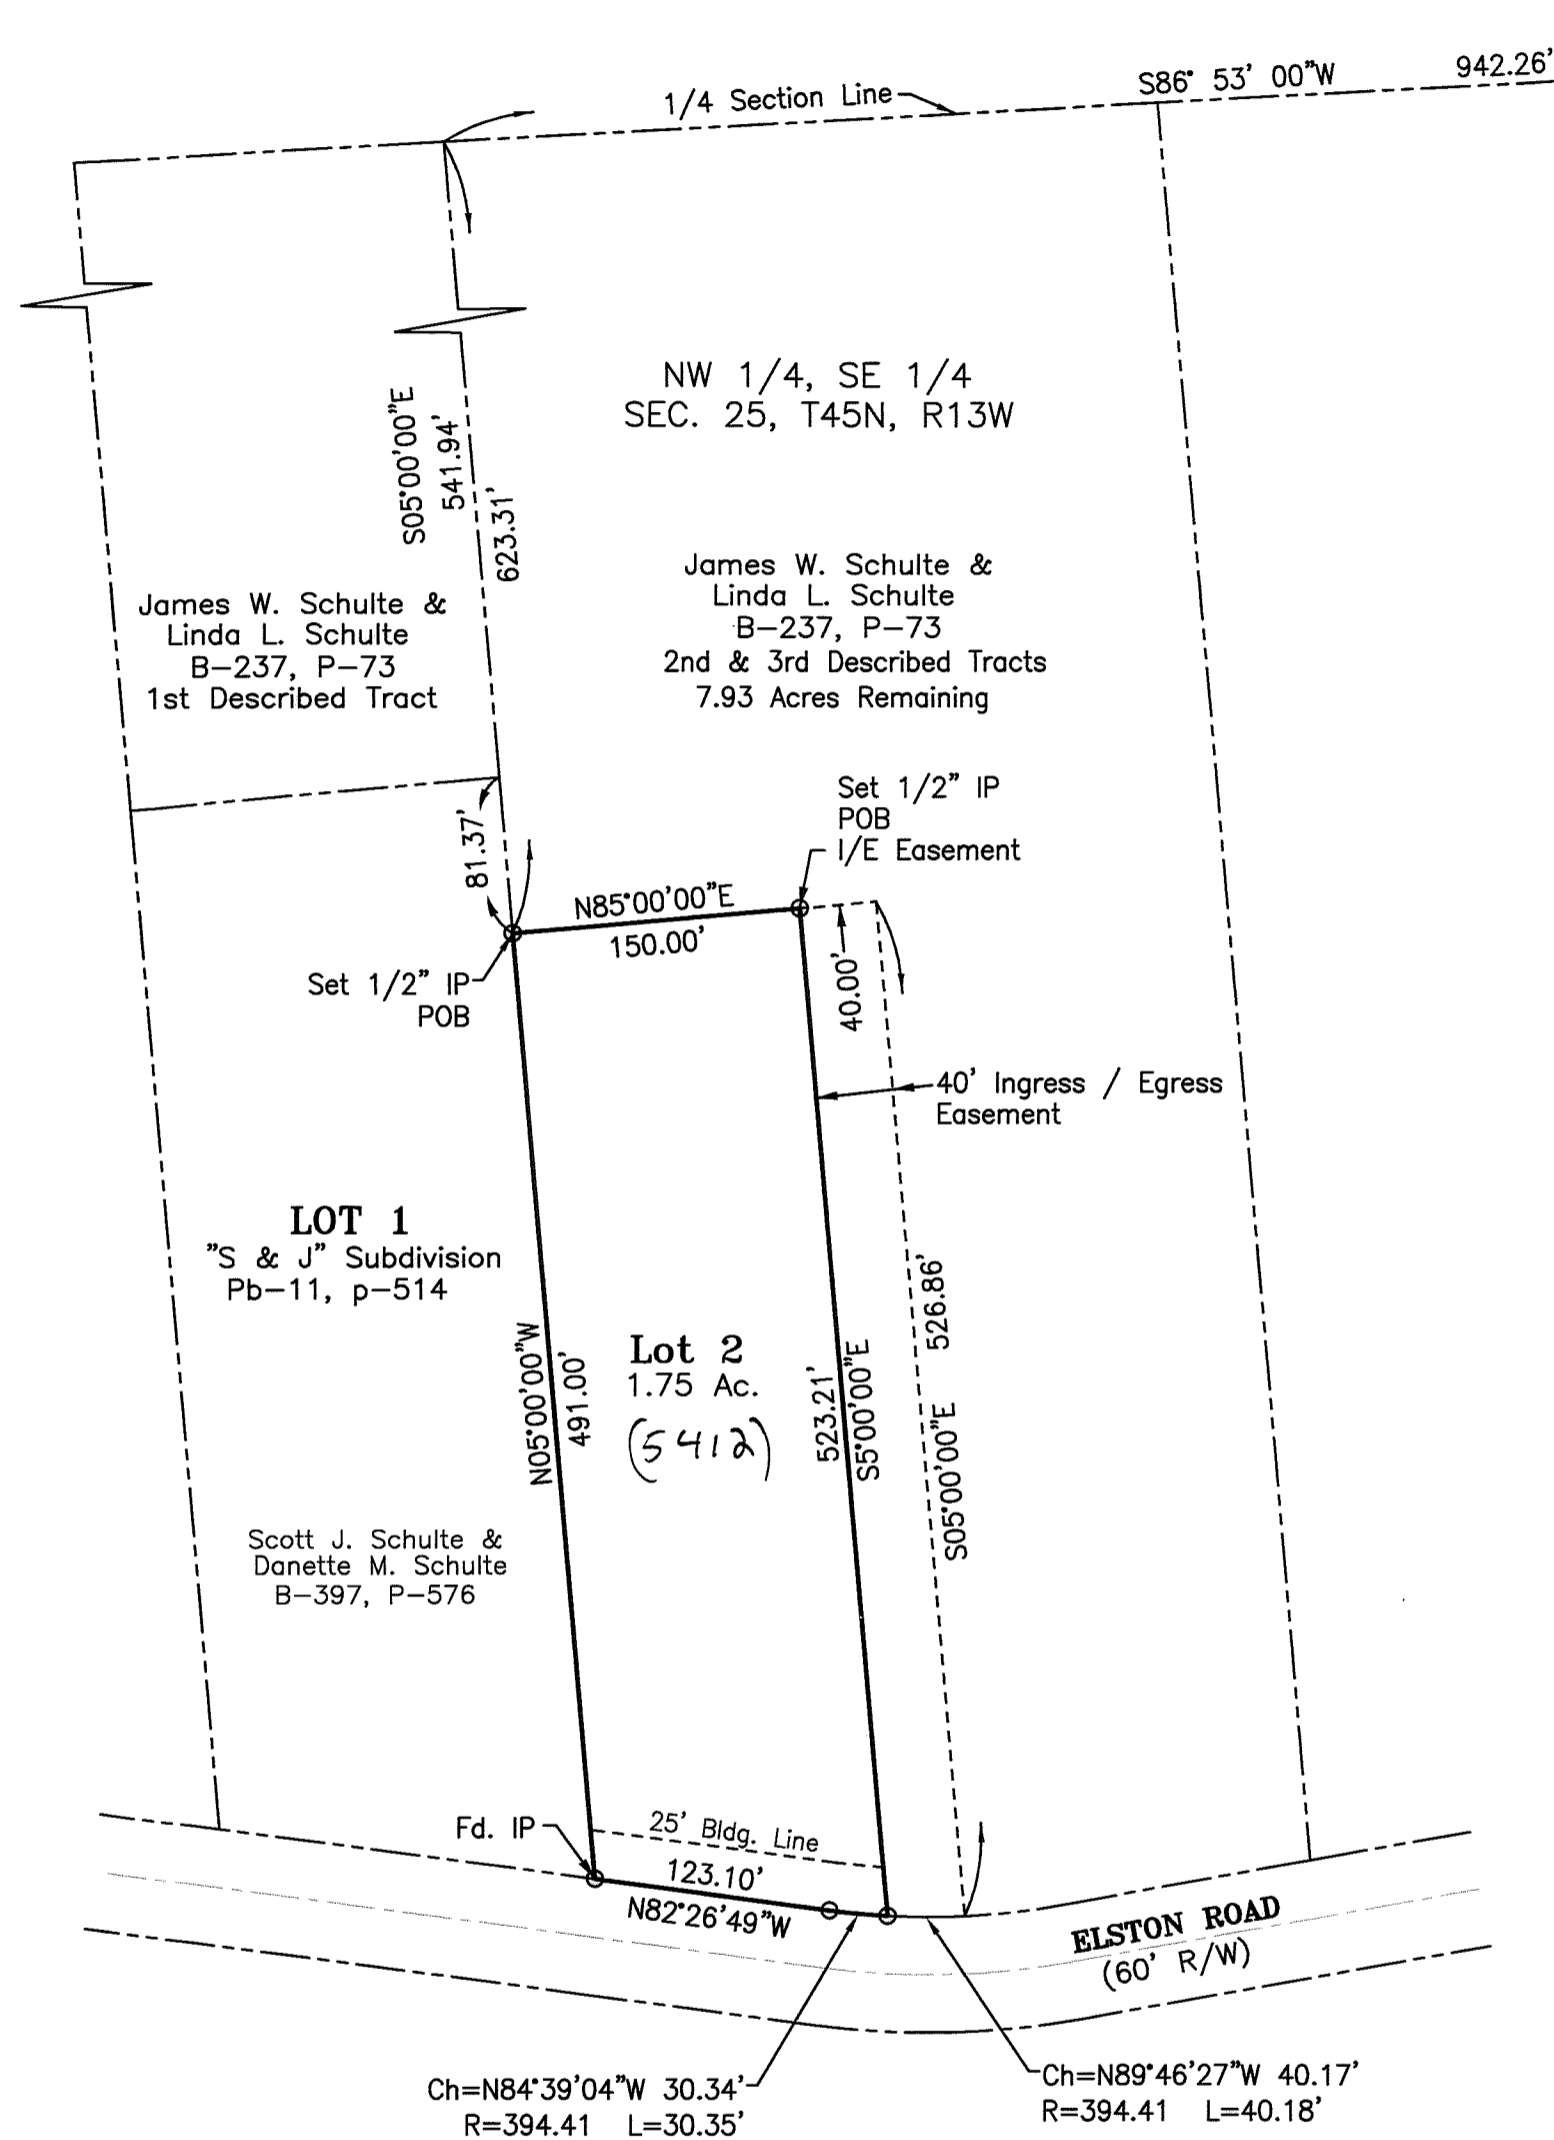 S86° 53' 00"W 942.26'
1/4 Section Line
NW 1/4, SE 1/4
SEC. 25, T45N, R13W
S05°00'00"E
541.94'
623.31'
James W. Schulte &
Linda L. Schulte
B-237, P-73
1st Described Tract
James W. Schulte &
Linda L. Schulte
B-237, P-73
2nd & 3rd Described Tracts
7.93 Acres Remaining
Set 1/2" IP
POB
I/E Easement
81.37'
N85°00'00"E
150.00'
Set 1/2" IP
POB
40.00'
40' Ingress / Egress
Easement
LOT 1
"S & J" Subdivision
Pb-11, p-514
N05°00'00"W
491.00'
Lot 2
1.75 Ac.
(5412)
523.21'
S5°00'00"E
526.86'
S05°00'00"E
Scott J. Schulte &
Danette M. Schulte
B-397, P-576
Fd. IP
25' Bldg. Line
123.10'
N82°26'49"W
ELSTON ROAD
(60' R/W)
Ch=N84°39'04"W 30.34'
R=394.41 L=30.35'
Ch=N89°46'27"W 40.17'
R=394.41 L=40.18'